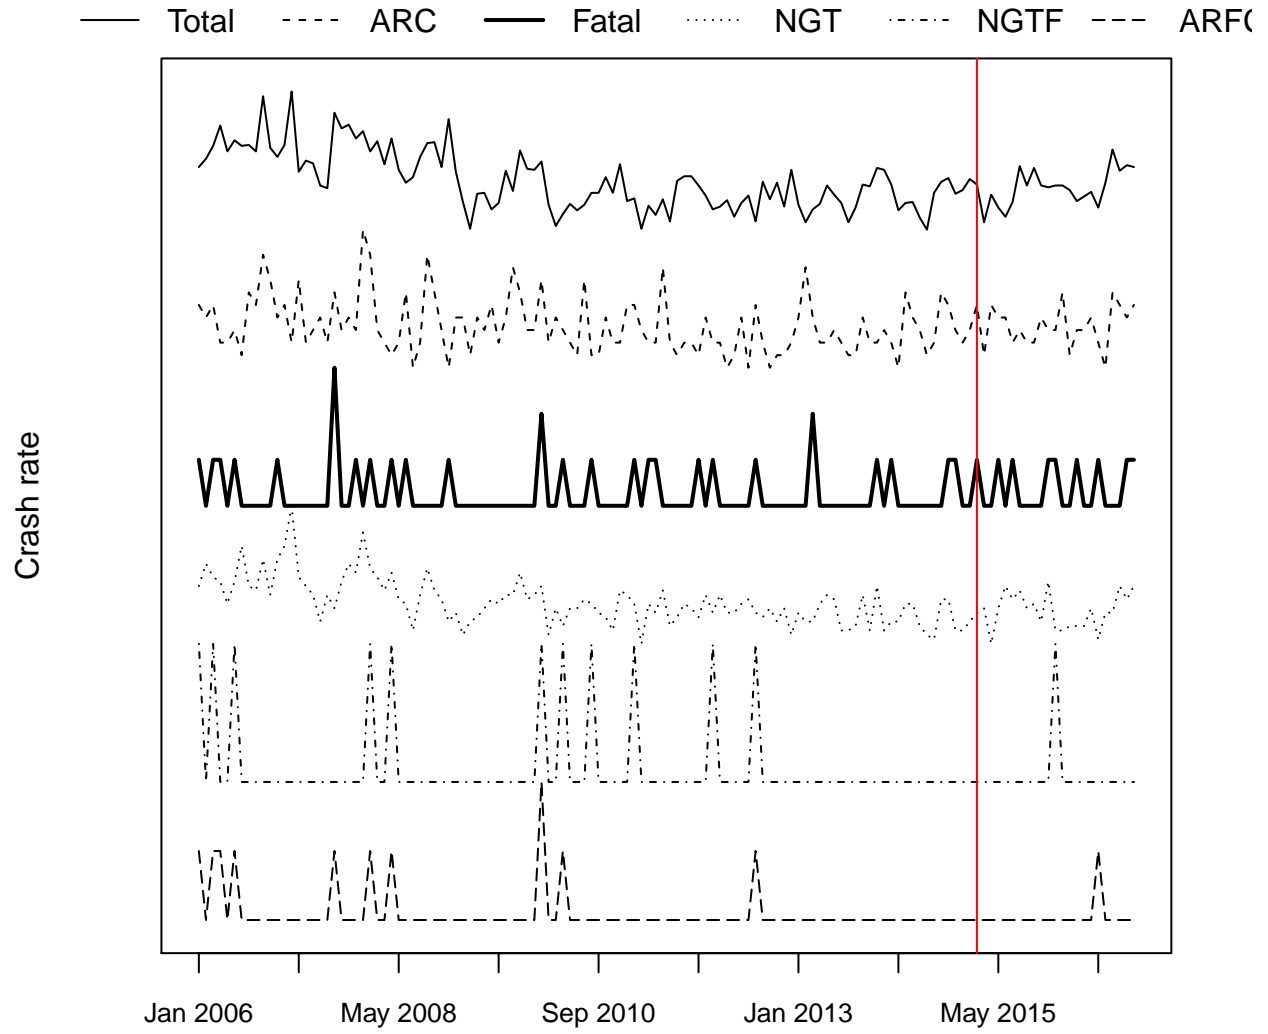 Total ARC Fatal NGT NGTF
Crash rate
Jan 2006 May 2008 Sep 2010 Jan 2013 May 2015